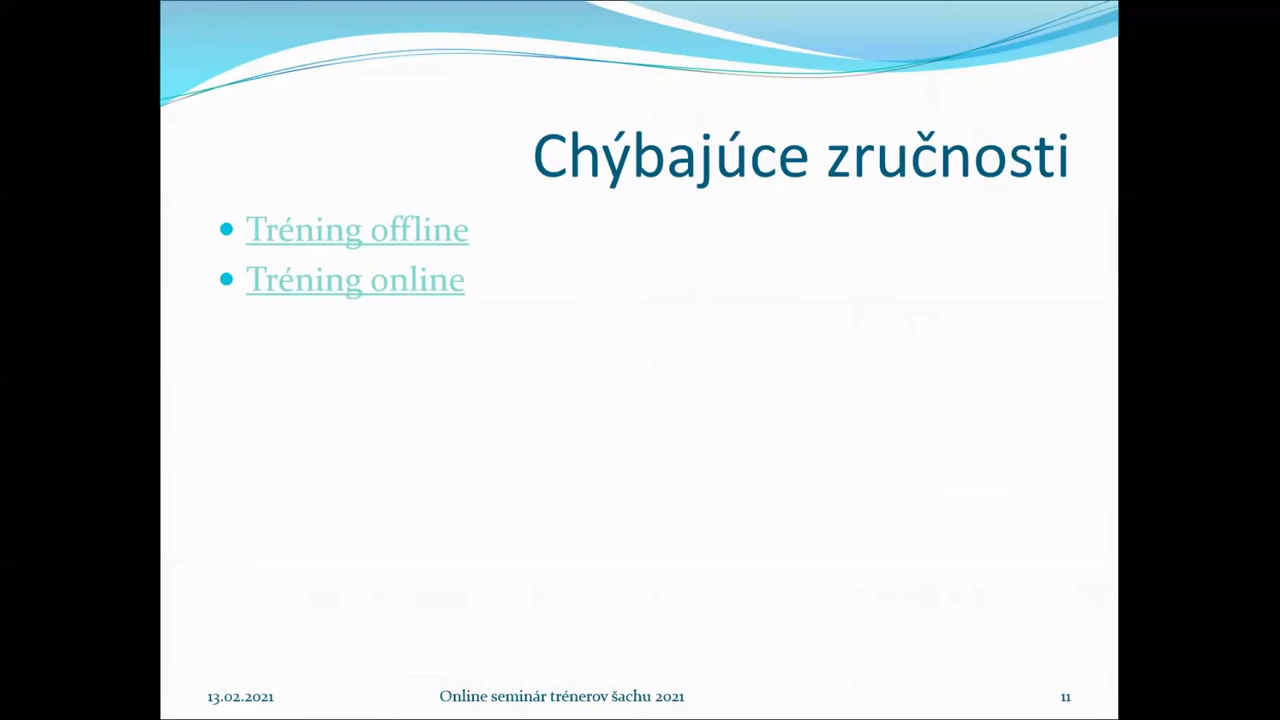 Chýbajúce zručnosti
Tréning offline
Tréning online
13.02.2021 Online seminár trénerov šachu 2021 11